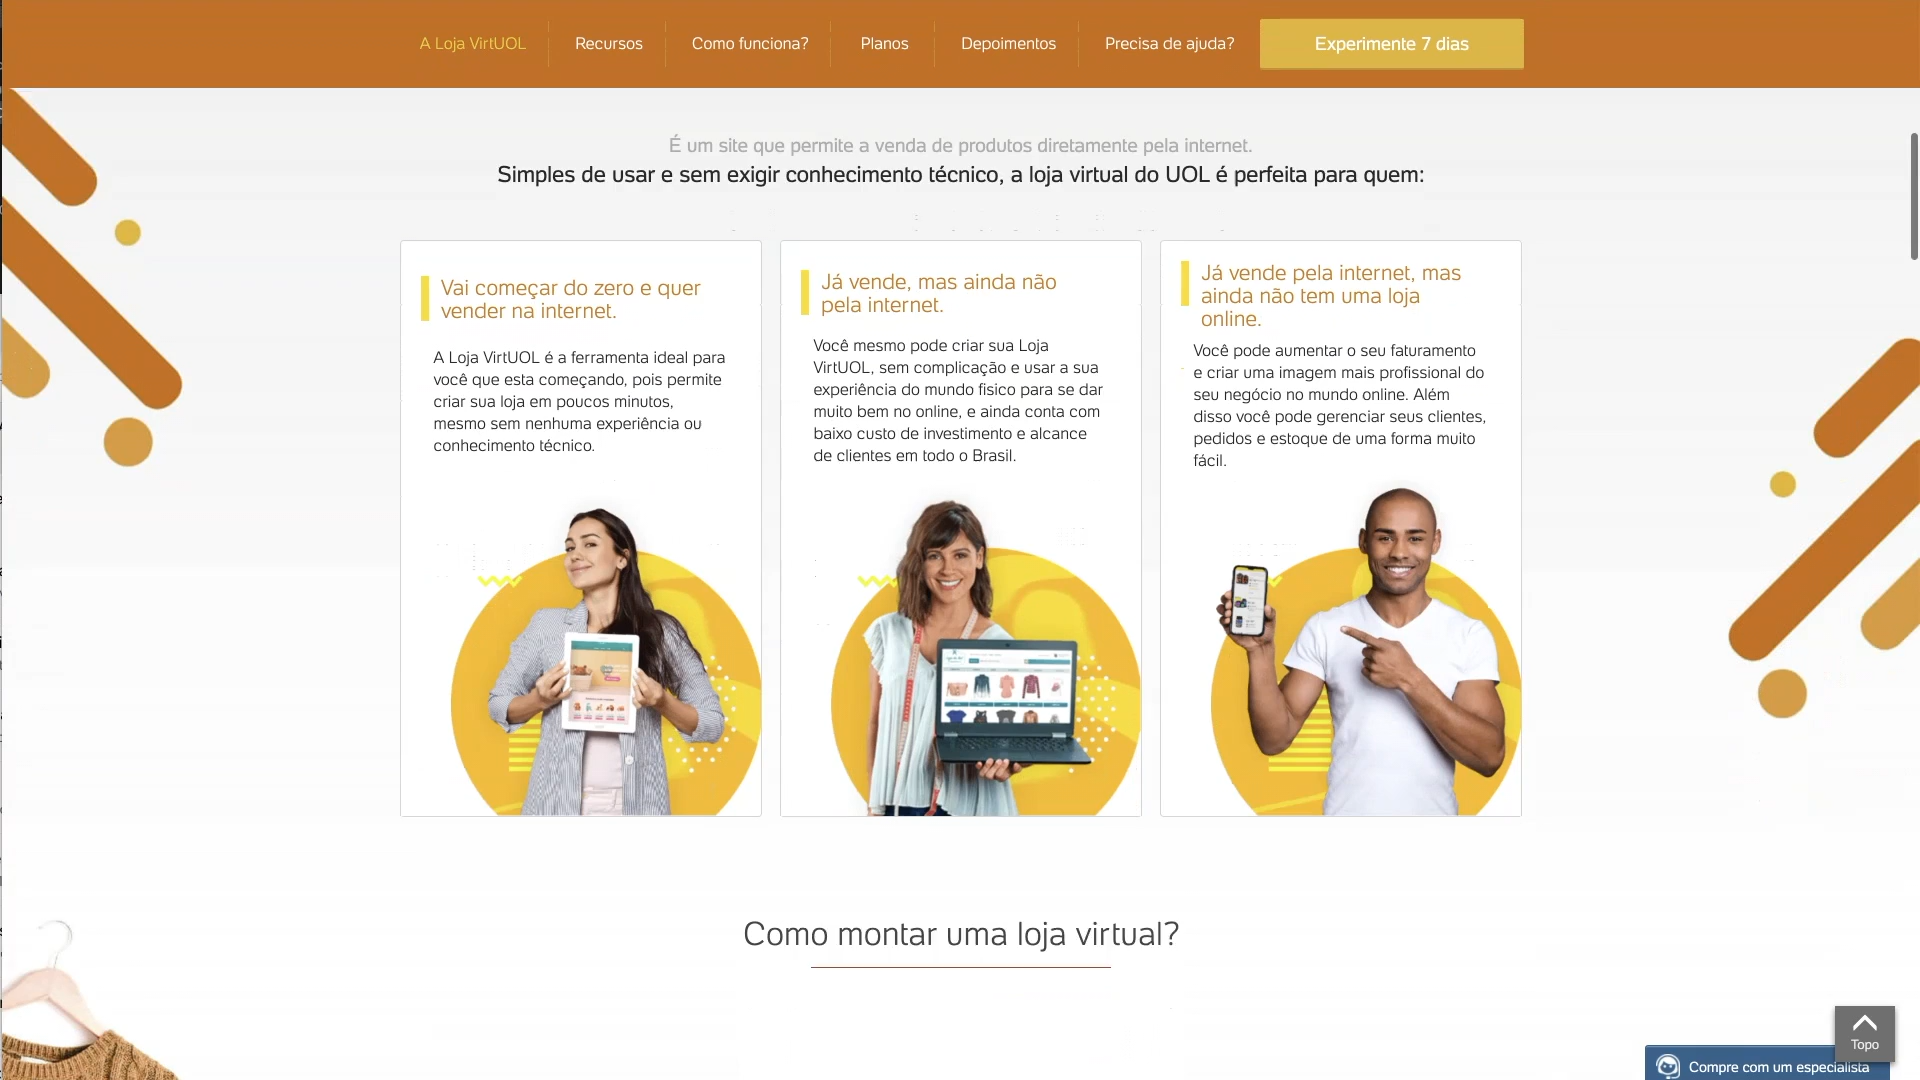 A Loja VirtUOL
Recursos
Como funciona?
Planos
Depoimentos
Precisa de ajuda?
Experimente 7 dias
É um site que permite a venda de produtos diretamente pela internet.
Simples de usar e sem exigir conhecimento técnico, a loja virtual do UOL é perfeita para quem:
Vai começar do zero e quer
vender na internet.
A Loja VirtUOL é a ferramenta ideal para
você que esta começando, pois permite
criar sua loja em poucos minutos,
mesmo sem nenhuma experiência ou
conhecimento técnico.
Já vende, mas ainda não
pela internet.
Você mesmo pode criar sua Loja
VirtUOL, sem complicação e usar a sua
experiência do mundo fisico para se dar
muito bem no online, e ainda conta com
baixo custo de investimento e alcance
de clientes em todo o Brasil.
Já vende pela internet, mas
ainda não tem uma loja
online.
Você pode aumentar o seu faturamento
e criar uma imagem mais profissional do
seu negócio no mundo online. Além
disso você pode gerenciar seus clientes,
pedidos e estoque de uma forma muito
fácil.
Como montar uma loja virtual?
Topo
Compre com um especialista